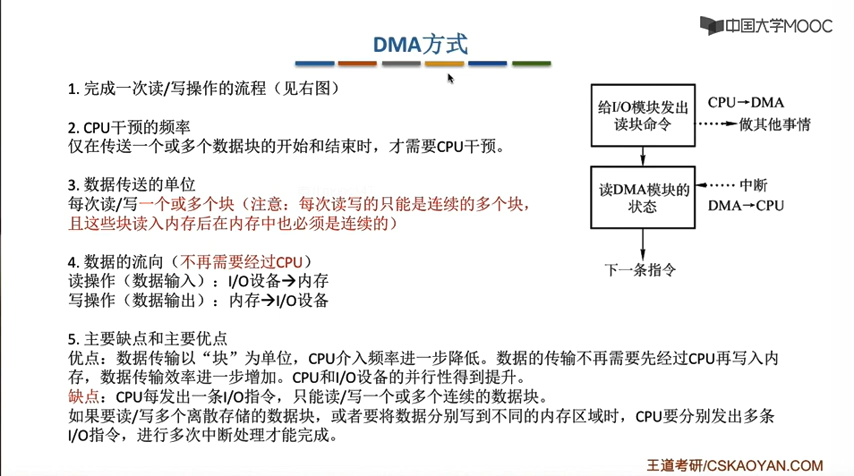 中国大学MOOC
DMA方式
1. 完成一次读/写操作的流程（见右图）
2. CPU干预的频率
仅在传送一个或多个数据块的开始和结束时，才需要CPU干预。
3. 数据传送的单位
每次读/写一个或多个块（注意：每次读写的只能是连续的多个块，
且这些块读入内存后在内存中也必须是连续的）
4. 数据的流向（不再需要经过CPU）
读操作（数据输入）：I/O设备→内存
写操作（数据输出）：内存→I/O设备
5. 主要缺点和主要优点
优点：数据传输以“块”为单位，CPU介入频率进一步降低。数据的传输不再需要先经过CPU再写入内
存，数据传输效率进一步增加。CPU和I/O设备的并行性得到提升。
缺点：CPU每发出一条I/O指令，只能读/写一个或多个连续的数据块。
如果要读/写多个离散存储的数据块，或者要将数据分别写到不同的内存区域时，CPU要分别发出多条
I/O指令，进行多次中断处理才能完成。
给I/O模块发出
读块命令
CPU→DMA
做其他事情
读DMA模块的
状态
中断
DMA→CPU
下一条指令
王道考研/CSKAOYAN.COM